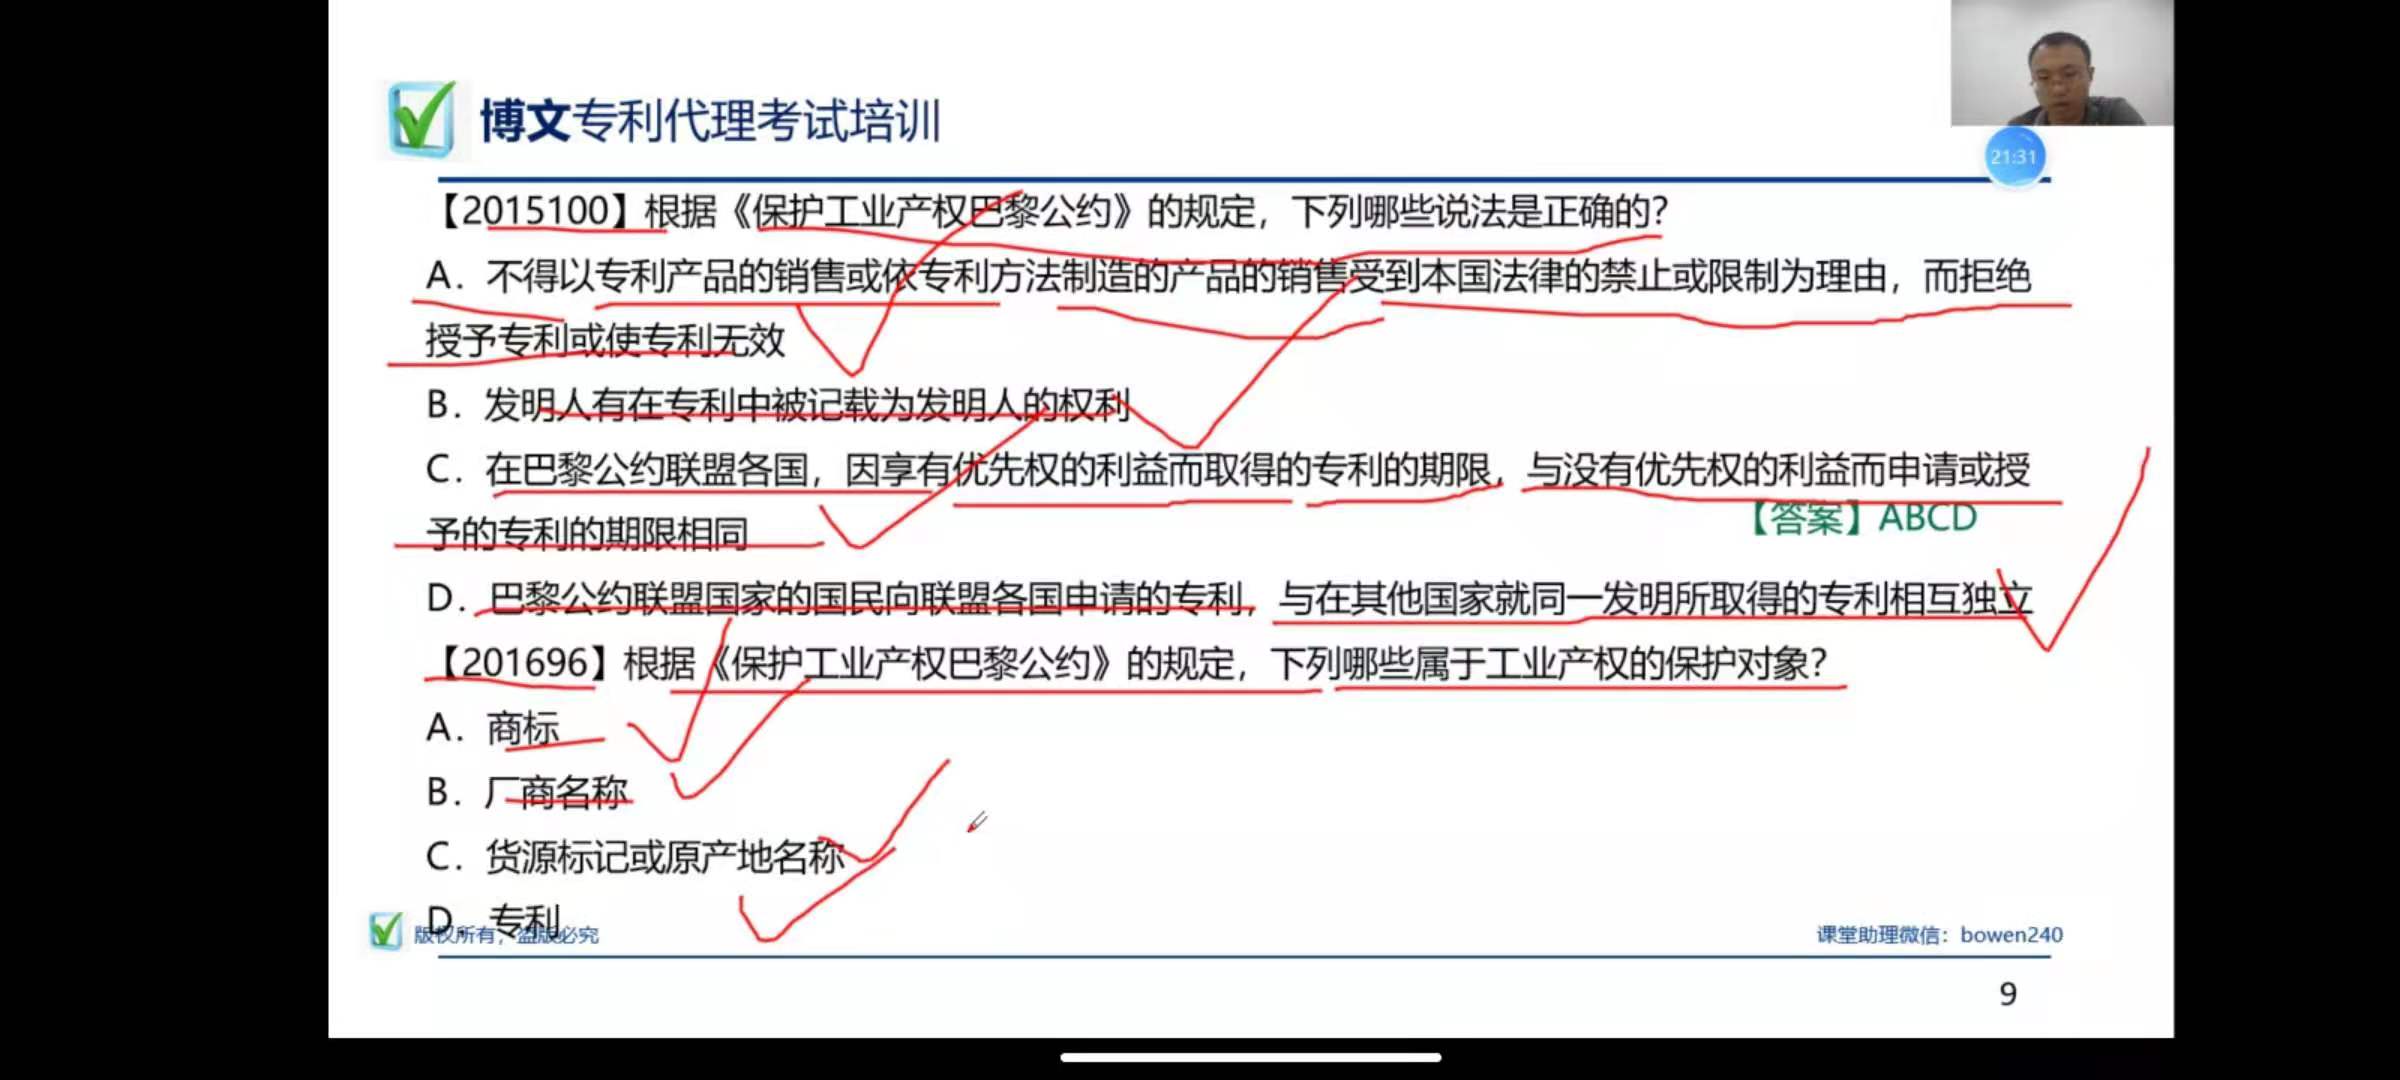 博文专利代理考试培训
21:31
【2015100】根据《保护工业产权巴黎公约》的规定，下列哪些说法是正确的？
A．不得以专利产品的销售或依专利方法制造的产品的销售受到本国法律的禁止或限制为理由，而拒绝
授予专利或使专利无效
B．发明人有在专利中被记载为发明人的权利
C．在巴黎公约联盟各国，因享有优先权的利益而取得的专利的期限，与没有优先权的利益而申请或授
予的专利的期限相同
【答案】ABCD
D．巴黎公约联盟国家的国民向联盟各国申请的专利，与在其他国家就同一发明所取得的专利相互独立
【201696】根据《保护工业产权巴黎公约》的规定，下列哪些属于工业产权的保护对象？
A．商标
B．厂商名称
C．货源标记或原产地名称
D．专利
版权所有，盗版必究
课堂助理微信：bowen240
9